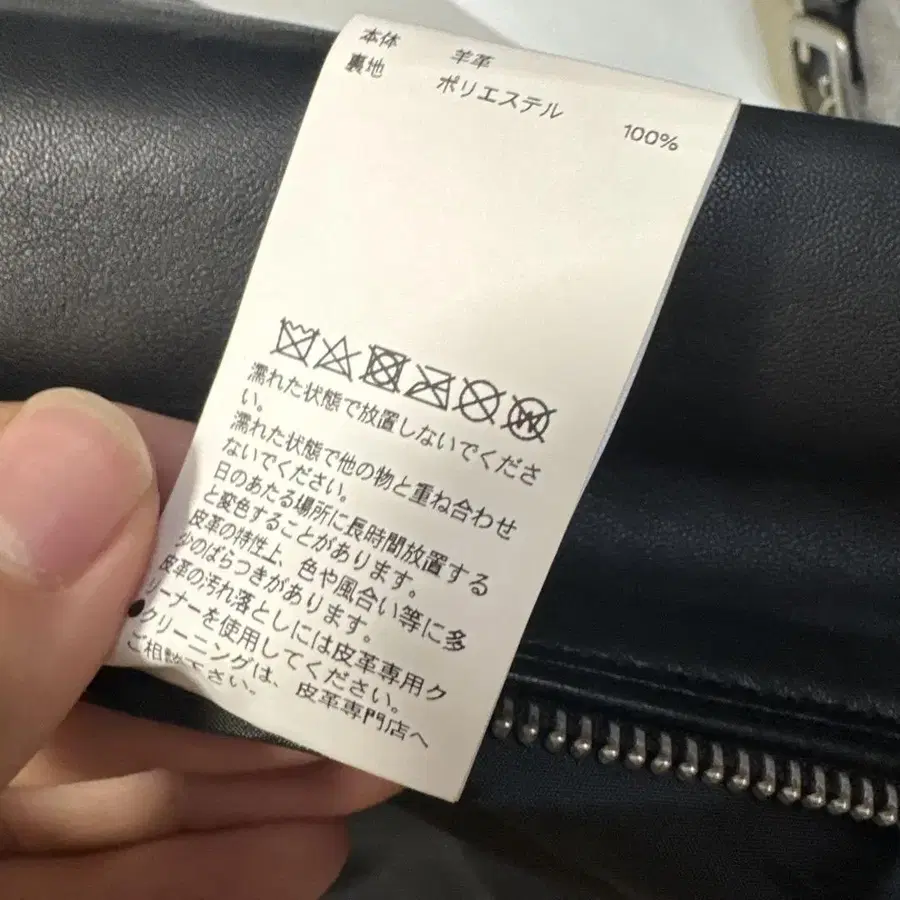 本体 羊革
裏地 ポリエステル 100%
濡れた状態で放置しないでくださ
い。
濡れた状態で他の物と重ね合わせ
ないでください。
日のあたる場所に長時間放置する
と変色することがあります。
皮革の特性上、色や風合い等に多
少のばらつきがあります。
皮革の汚れ落としには皮革専用ク
リーナーを使用してください。
クリーニングは、皮革専門店へ
ご相談下さい。